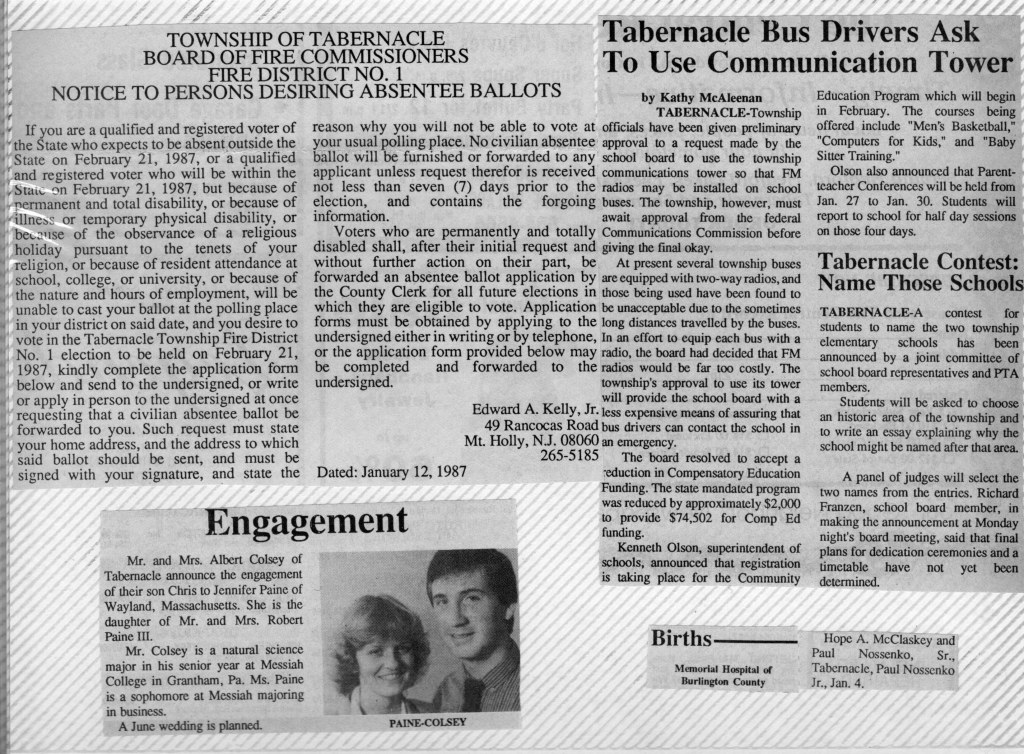 TOWNSHIP OF TABERNACLE
BOARD OF FIRE COMMISSIONERS
FIRE DISTRICT NO. 1
NOTICE TO PERSONS DESIRING ABSENTEE BALLOTS
If you are a qualified and registered voter of
the State who expects to be absent outside the
State on February 21, 1987, or a qualified
and registered voter who will be within the
State on February 21, 1987, but because of
permanent and total disability, or because of
illness or temporary physical disability, or
because of the observance of a religious
holiday pursuant to the tenets of your
religion, or because of resident attendance at
school, college, or university, or because of
the nature and hours of employment, will be
unable to cast your ballot at the polling place
in your district on said date, and you desire to
vote in the Tabernacle Township Fire District
No. 1 election to be held on February 21,
1987, kindly complete the application form
below and send to the undersigned, or write
or apply in person to the undersigned at once
requesting that a civilian absentee ballot be
forwarded to you. Such request must state
your home address, and the address to which
said ballot should be sent, and must be
signed with your signature, and state the
reason why you will not be able to vote at
your usual polling place. No civilian absentee
ballot will be furnished or forwarded to any
applicant unless request therefor is received
not less than seven (7) days prior to the
election, and contains the forgoing
information.
Voters who are permanently and totally
disabled shall, after their initial request and
without further action on their part, be
forwarded an absentee ballot application by
the County Clerk for all future elections in
which they are eligible to vote. Application
forms must be obtained by applying to the
undersigned either in writing or by telephone,
or the application form provided below may
be completed and forwarded to the
undersigned.
Edward A. Kelly, Jr.
49 Rancocas Road
Mt. Holly, N.J. 08060
265-5185
Dated: January 12, 1987
Tabernacle Bus Drivers Ask
To Use Communication Tower
by Kathy McAleenan
TABERNACLE-Township
officials have been given preliminary
approval to a request made by the
school board to use the township
communications tower so that FM
radios may be installed on school
buses. The township, however, must
await approval from the federal
Communications Commission before
giving the final okay.
At present several township buses
are equipped with two-way radios, and
those being used have been found to
be unacceptable due to the sometimes
long distances travelled by the buses.
In an effort to equip each bus with a
radio, the board had decided that FM
radios would be far too costly. The
township's approval to use its tower
will provide the school board with a
less expensive means of assuring that
bus drivers can contact the school in
an emergency.
The board resolved to accept a
reduction in Compensatory Education
Funding. The state mandated program
was reduced by approximately $2,000
to provide $74,502 for Comp Ed
funding.
Kenneth Olson, superintendent of
schools, announced that registration
is taking place for the Community
Education Program which will begin
in February. The courses being
offered include "Men's Basketball,"
"Computers for Kids," and "Baby
Sitter Training."
Olson also announced that Parent-
teacher Conferences will be held from
Jan. 27 to Jan. 30. Students will
report to school for half day sessions
on those four days.
Tabernacle Contest:
Name Those Schools
TABERNACLE-A contest for
students to name the two township
elementary schools has been
announced by a joint committee of
school board representatives and PTA
members.
Students will be asked to choose
an historic area of the township and
to write an essay explaining why the
school might be named after that area.
A panel of judges will select the
two names from the entries. Richard
Franzen, school board member, in
making the announcement at Monday
night's board meeting, said that final
plans for dedication ceremonies and a
timetable have not yet been
determined.
Engagement
Mr. and Mrs. Albert Colsey of
Tabernacle announce the engagement
of their son Chris to Jennifer Paine of
Wayland, Massachusetts. She is the
daughter of Mr. and Mrs. Robert
Paine III.
Mr. Colsey is a natural science
major in his senior year at Messiah
College in Grantham, Pa. Ms. Paine
is a sophomore at Messiah majoring
in business.
A June wedding is planned.
PAINE-COLSEY
Births
Memorial Hospital of
Burlington County
Hope A. McClaskey and
Paul Nossenko, Sr.,
Tabernacle, Paul Nossenko
Jr., Jan. 4.